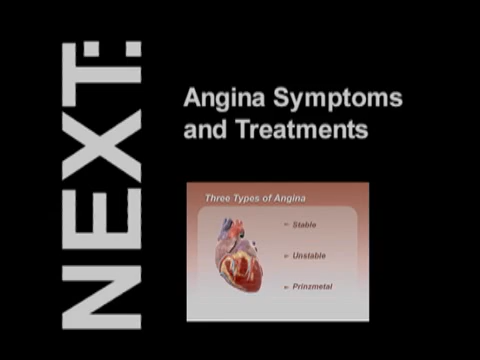 NEXT:
Angina Symptoms
and Treatments
Three Types of Angina
Stable
Unstable
Prinzmetal